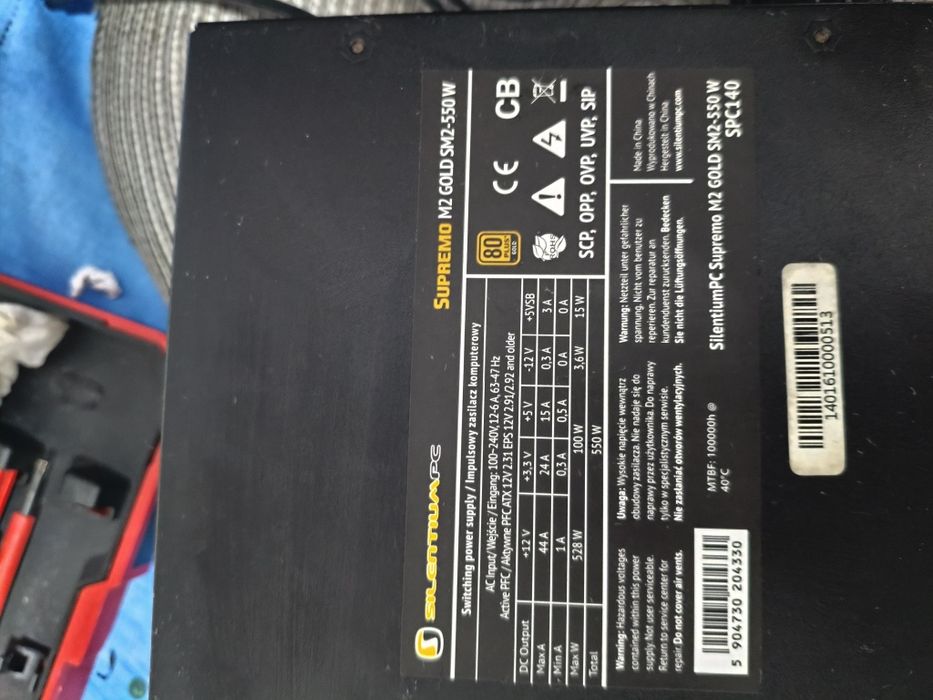 SILENTIUMPC
SUPREMO M2 GOLD SM2-550 W
Switching power supply / Impulsowy zasilacz komputerowy
AC Input/Wejście/Eingang: 100~240V, 12-6 A, 63-47 Hz
Active PFC / Aktywne PFC ATX 12V 2.31 EPS 12V 2.91/2.92 and older
DC Output +12 V +3,3 V +5 V -12 V +5VSB
Max A 44 A 24 A 15 A 0,3 A 3 A
Min A 1 A 0,3 A 0,5 A 0 A 0 A
Max W 528 W 100 W 3,6 W 15 W
Total 550 W
80
PLUS
GOLD
CE CB
ROHS
SCP, OPP, OVP, UVP, SIP
Warning: Hazardous voltages
contained within this power
supply. Not user serviceable.
Return to service center for
repair. Do not cover air vents.
Uwaga: Wysokie napięcie wewnątrz
obudowy zasilacza. Nie nadaje się do
naprawy przez użytkownika. Do naprawy
tylko w specjalistycznym serwisie.
Nie zasłaniać otworów wentylacyjnych.
Warnung: Netzteil unter gefahrlicher
spannung. Nicht vom benutzer zu
reperieren. Zur reparatur an
kundenduenst zurucksenden. Bedecken
Sie nicht die Lüftungsöffnungen.
Made in China
Wyprodukowano w Chinach
Hergestellt in China
www.silentiumpc.com
5 904730 204330
MTBF: 100000h @
40°C
SilentiumPC Supremo M2 GOLD SM2-550 W
SPC140
1401610000513